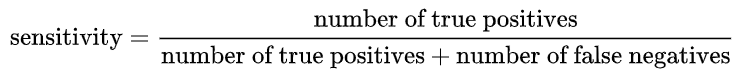 sensitivity = number of true positives / number of true positives + number of false negatives